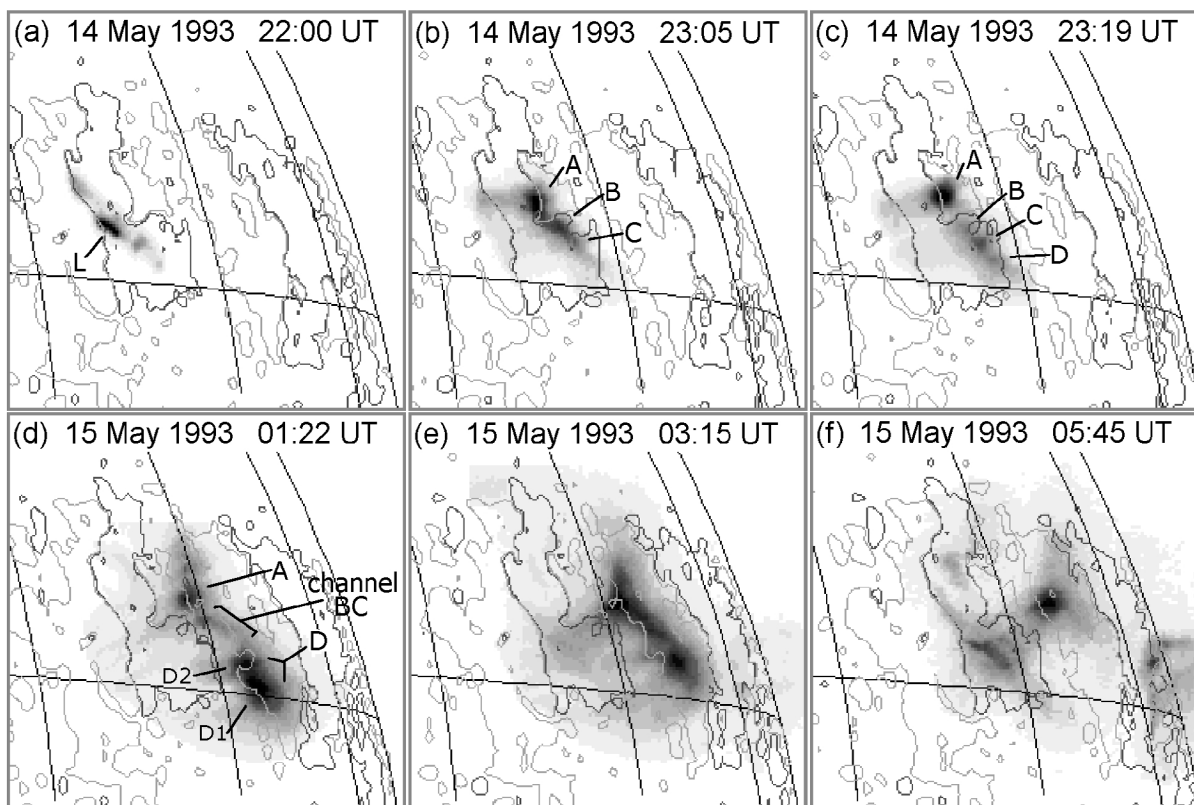 (a) 14 May 1993 22:00 UT
L
(b) 14 May 1993 23:05 UT
A
B
C
(c) 14 May 1993 23:19 UT
A
B
C
D
(d) 15 May 1993 01:22 UT
A
channel
BC
D
D2
D1
(e) 15 May 1993 03:15 UT
(f) 15 May 1993 05:45 UT